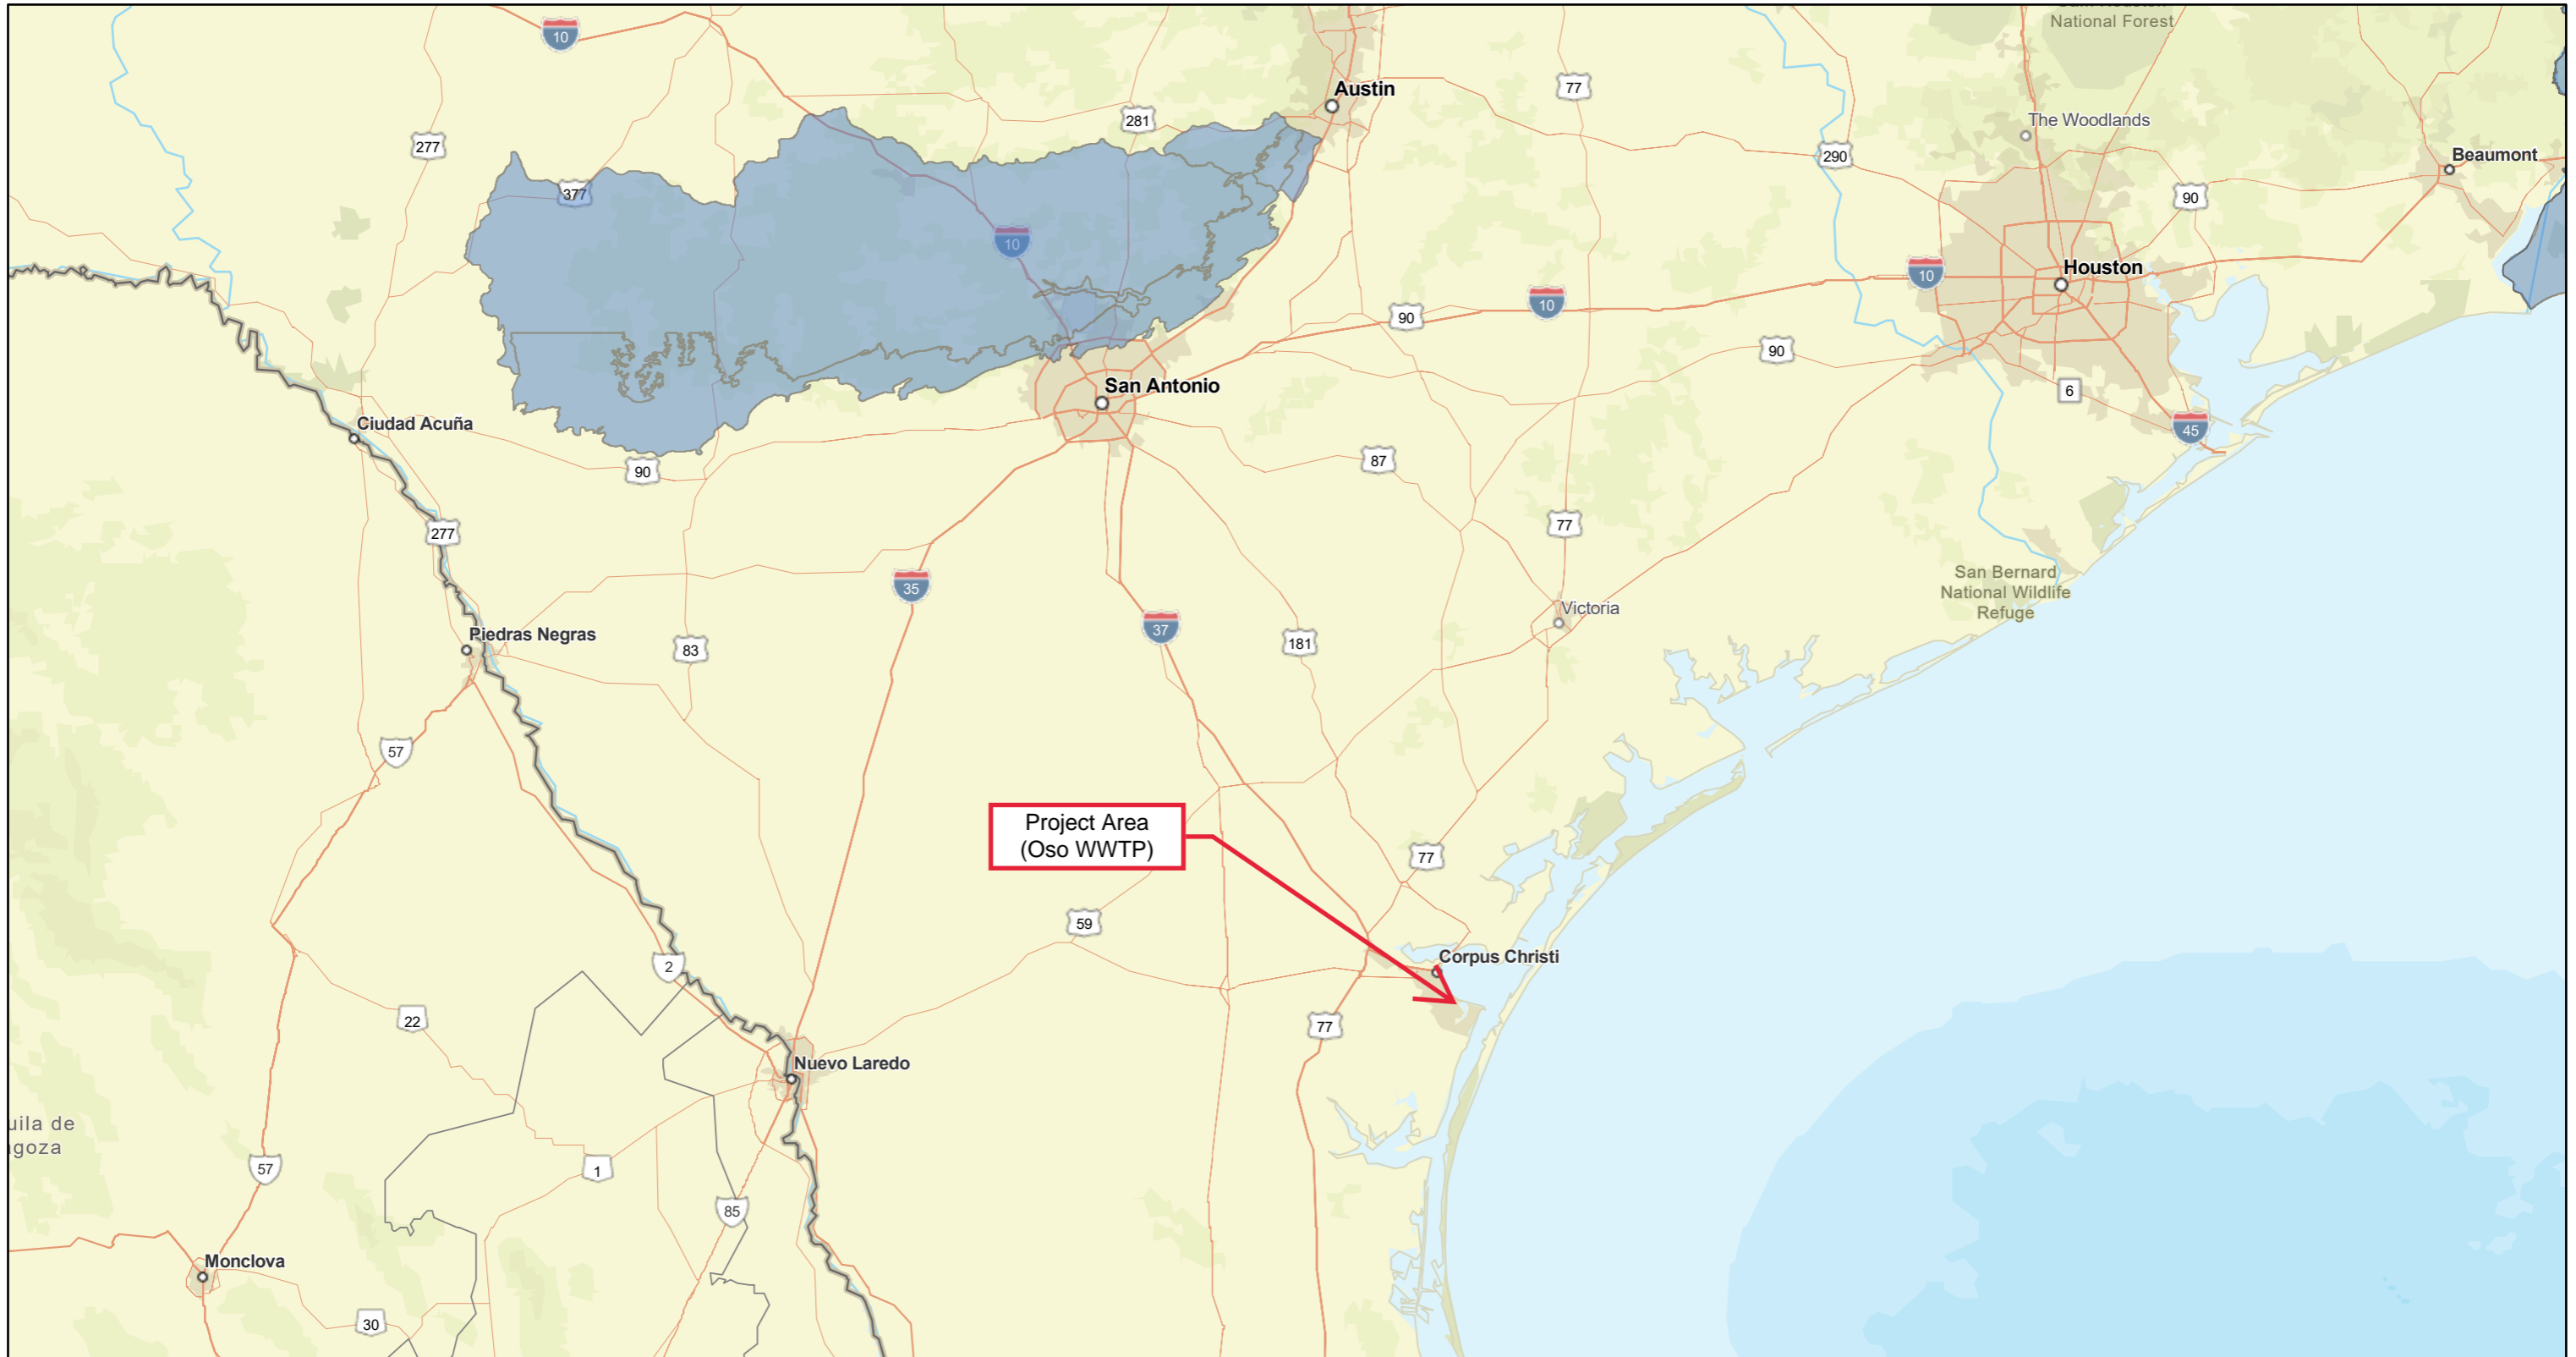 10
National Forest
Austin
77
281
The Woodlands
277
290
Beaumont
377
90
10
Houston
10
10
90
90
San Antonio
6
Ciudad Acuña
45
87
90
277
77
35
San Bernard
National Wildlife
Refuge
Victoria
37
Piedras Negras
83
181
57
Project Area
(Oso WWTP)
77
59
Corpus Christi
2
22
77
Nuevo Laredo
uila de
goza
57
1
85
Monclova
30